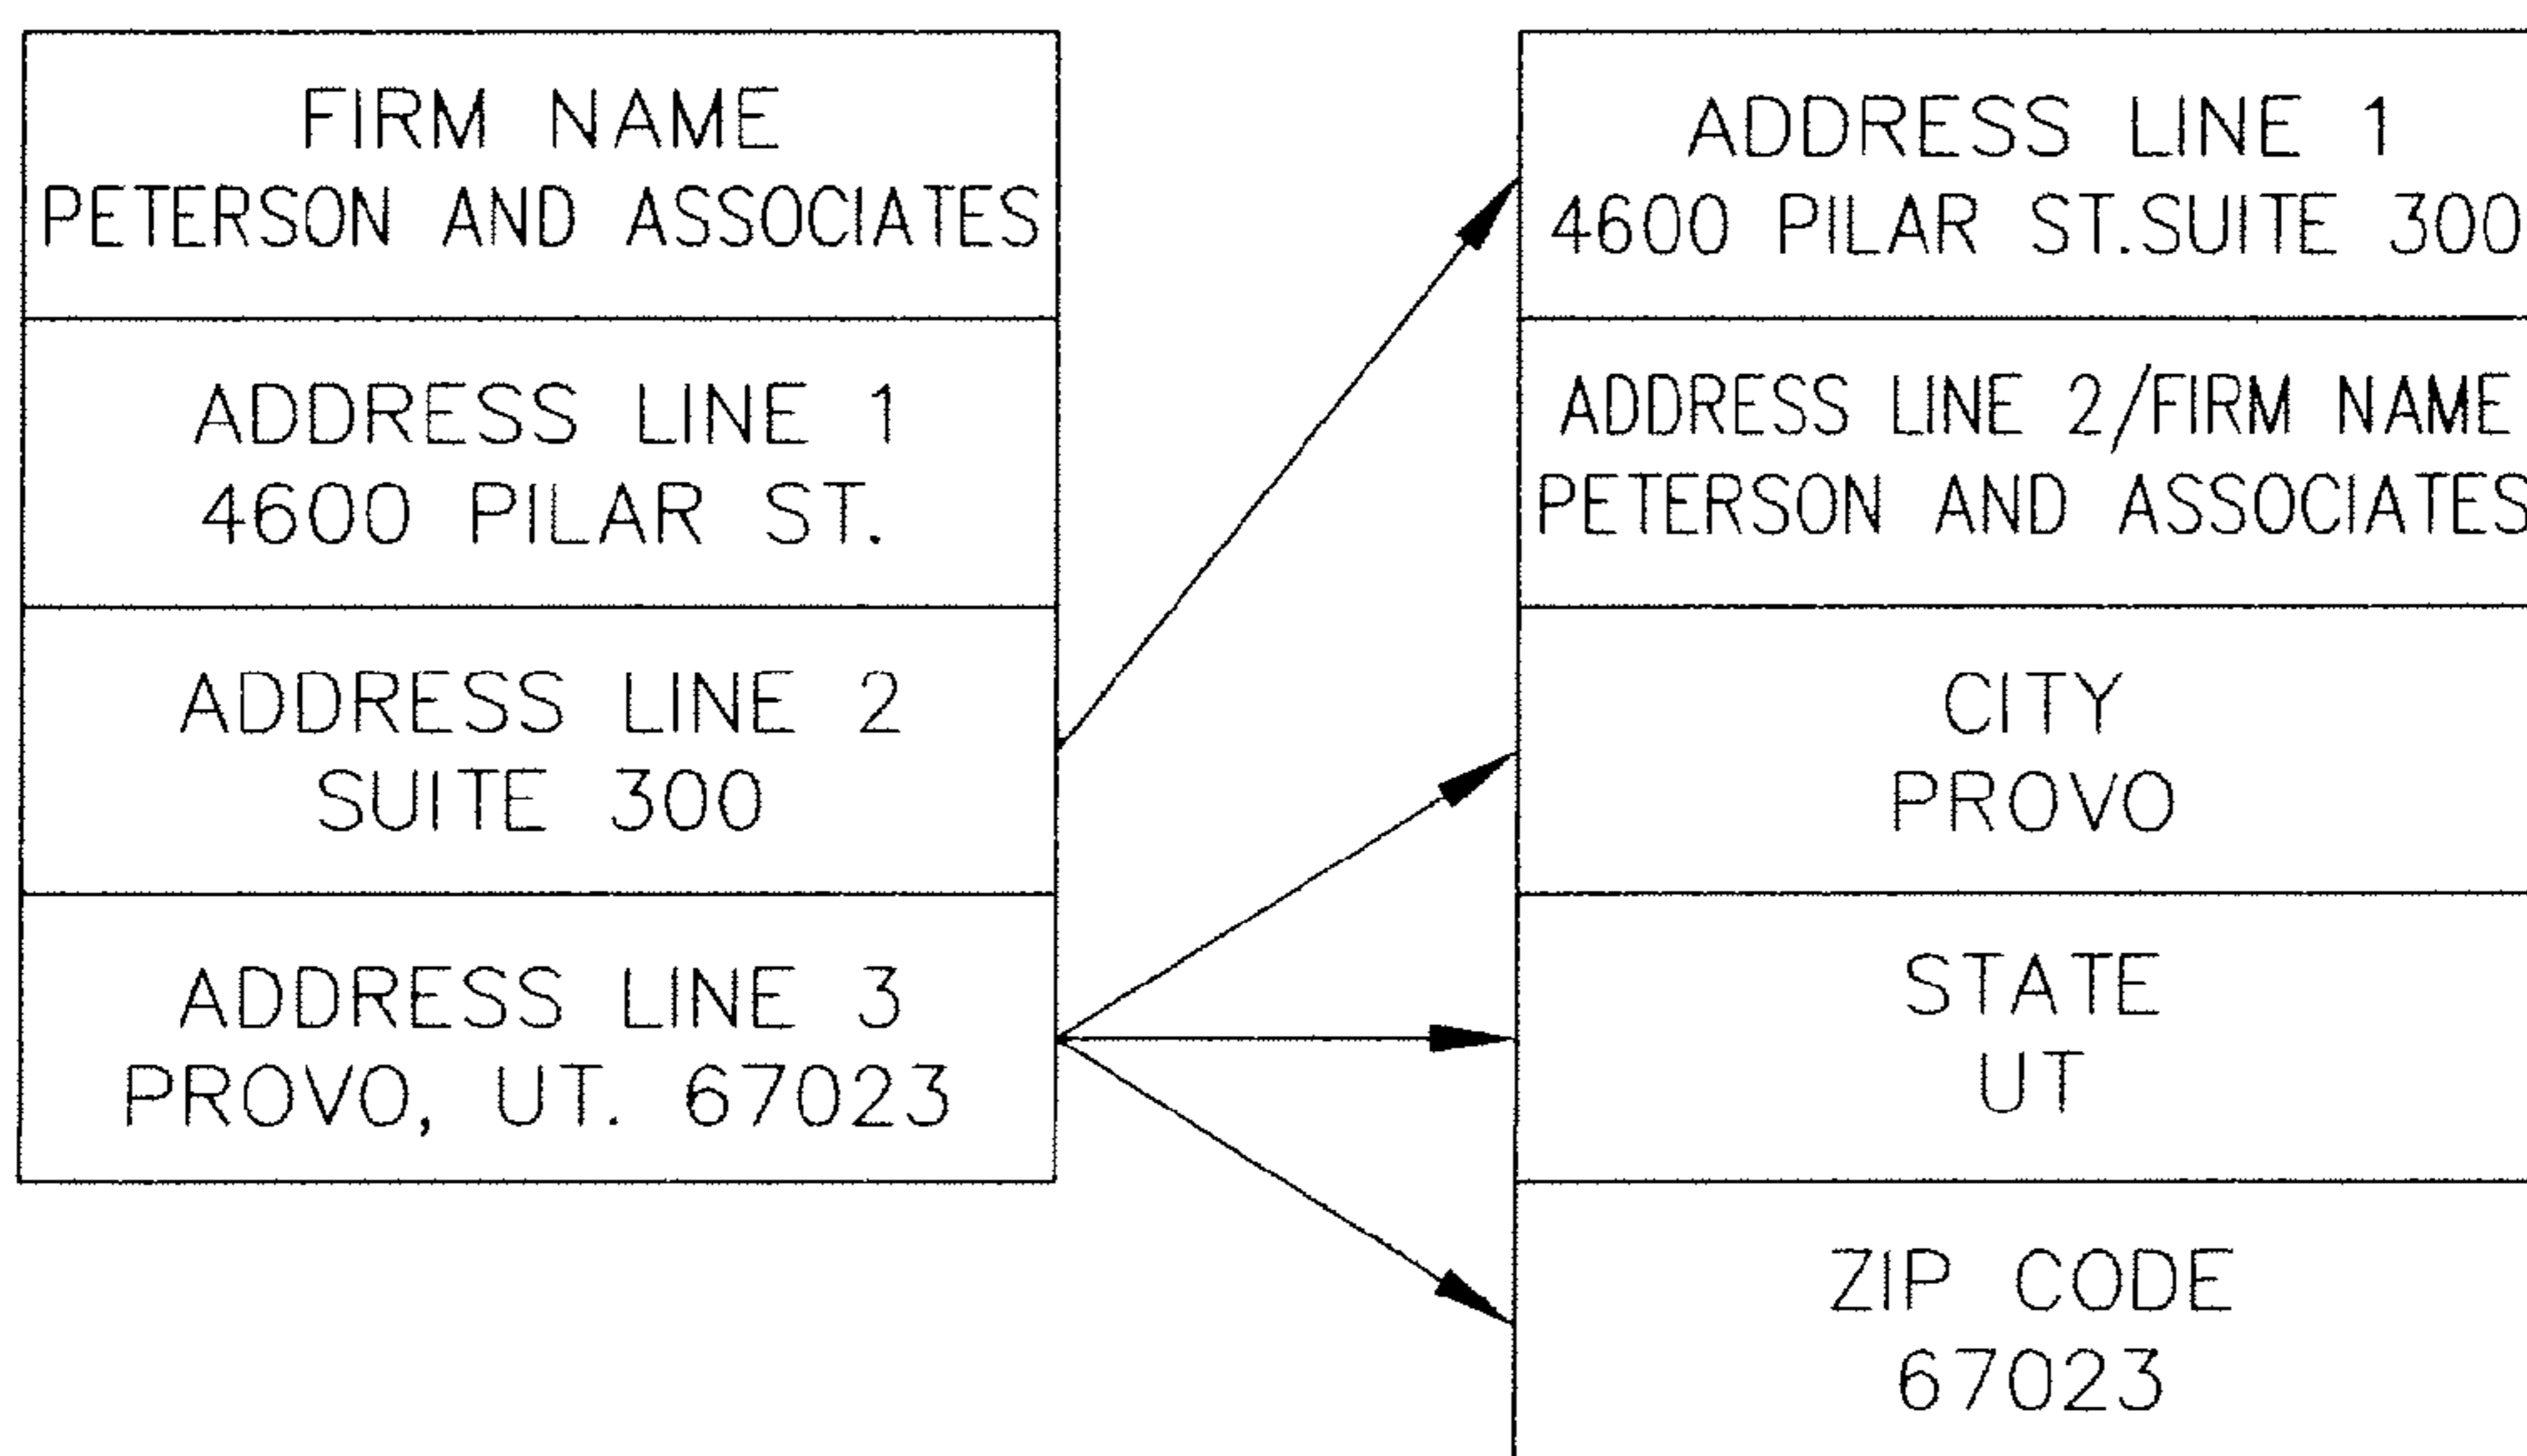 FIRM NAME
PETERSON AND ASSOCIATES
ADDRESS LINE 1
4600 PILAR ST.
ADDRESS LINE 2
SUITE 300
ADDRESS LINE 3
PROVO, UT. 67023
ADDRESS LINE 1
4600 PILAR ST.SUITE 300
ADDRESS LINE 2/FIRM NAME
PETERSON AND ASSOCIATES
CITY
PROVO
STATE
UT
ZIP CODE
67023